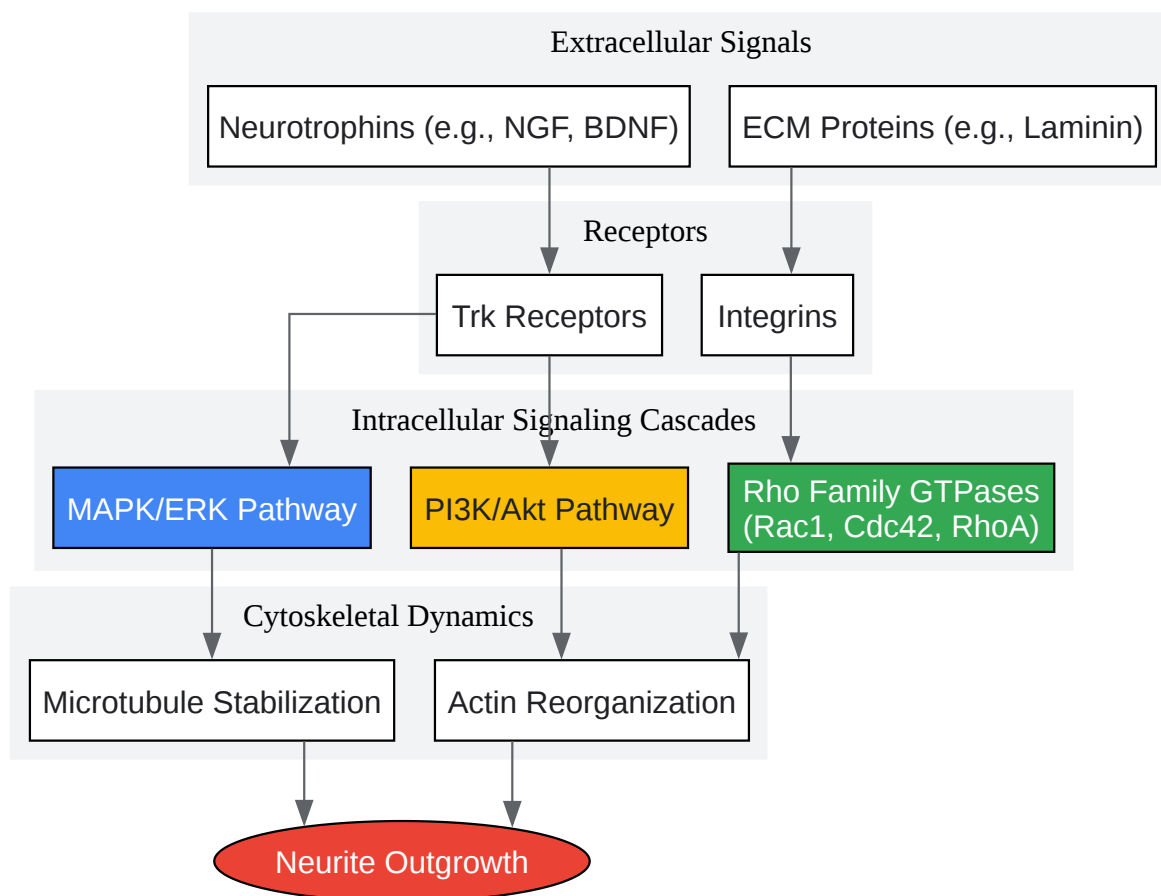 Extracellular Signals
Neurotrophins (e.g., NGF, BDNF)
ECM Proteins (e.g., Laminin)
Receptors
Trk Receptors
Integrins
Intracellular Signaling Cascades
MAPK/ERK Pathway
PI3K/Akt Pathway
Rho Family GTPases
(Rac1, Cdc42, RhoA)
Cytoskeletal Dynamics
Microtubule Stabilization
Actin Reorganization
Neurite Outgrowth